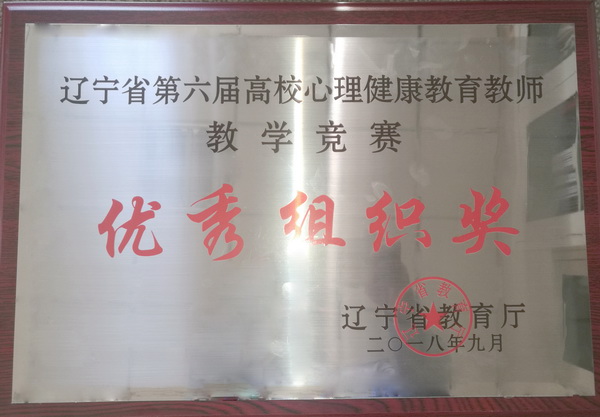 辽宁省第六届高校心理健康教育教师
教学竞赛
优秀组织奖
辽宁省教育厅
二〇一八年九月